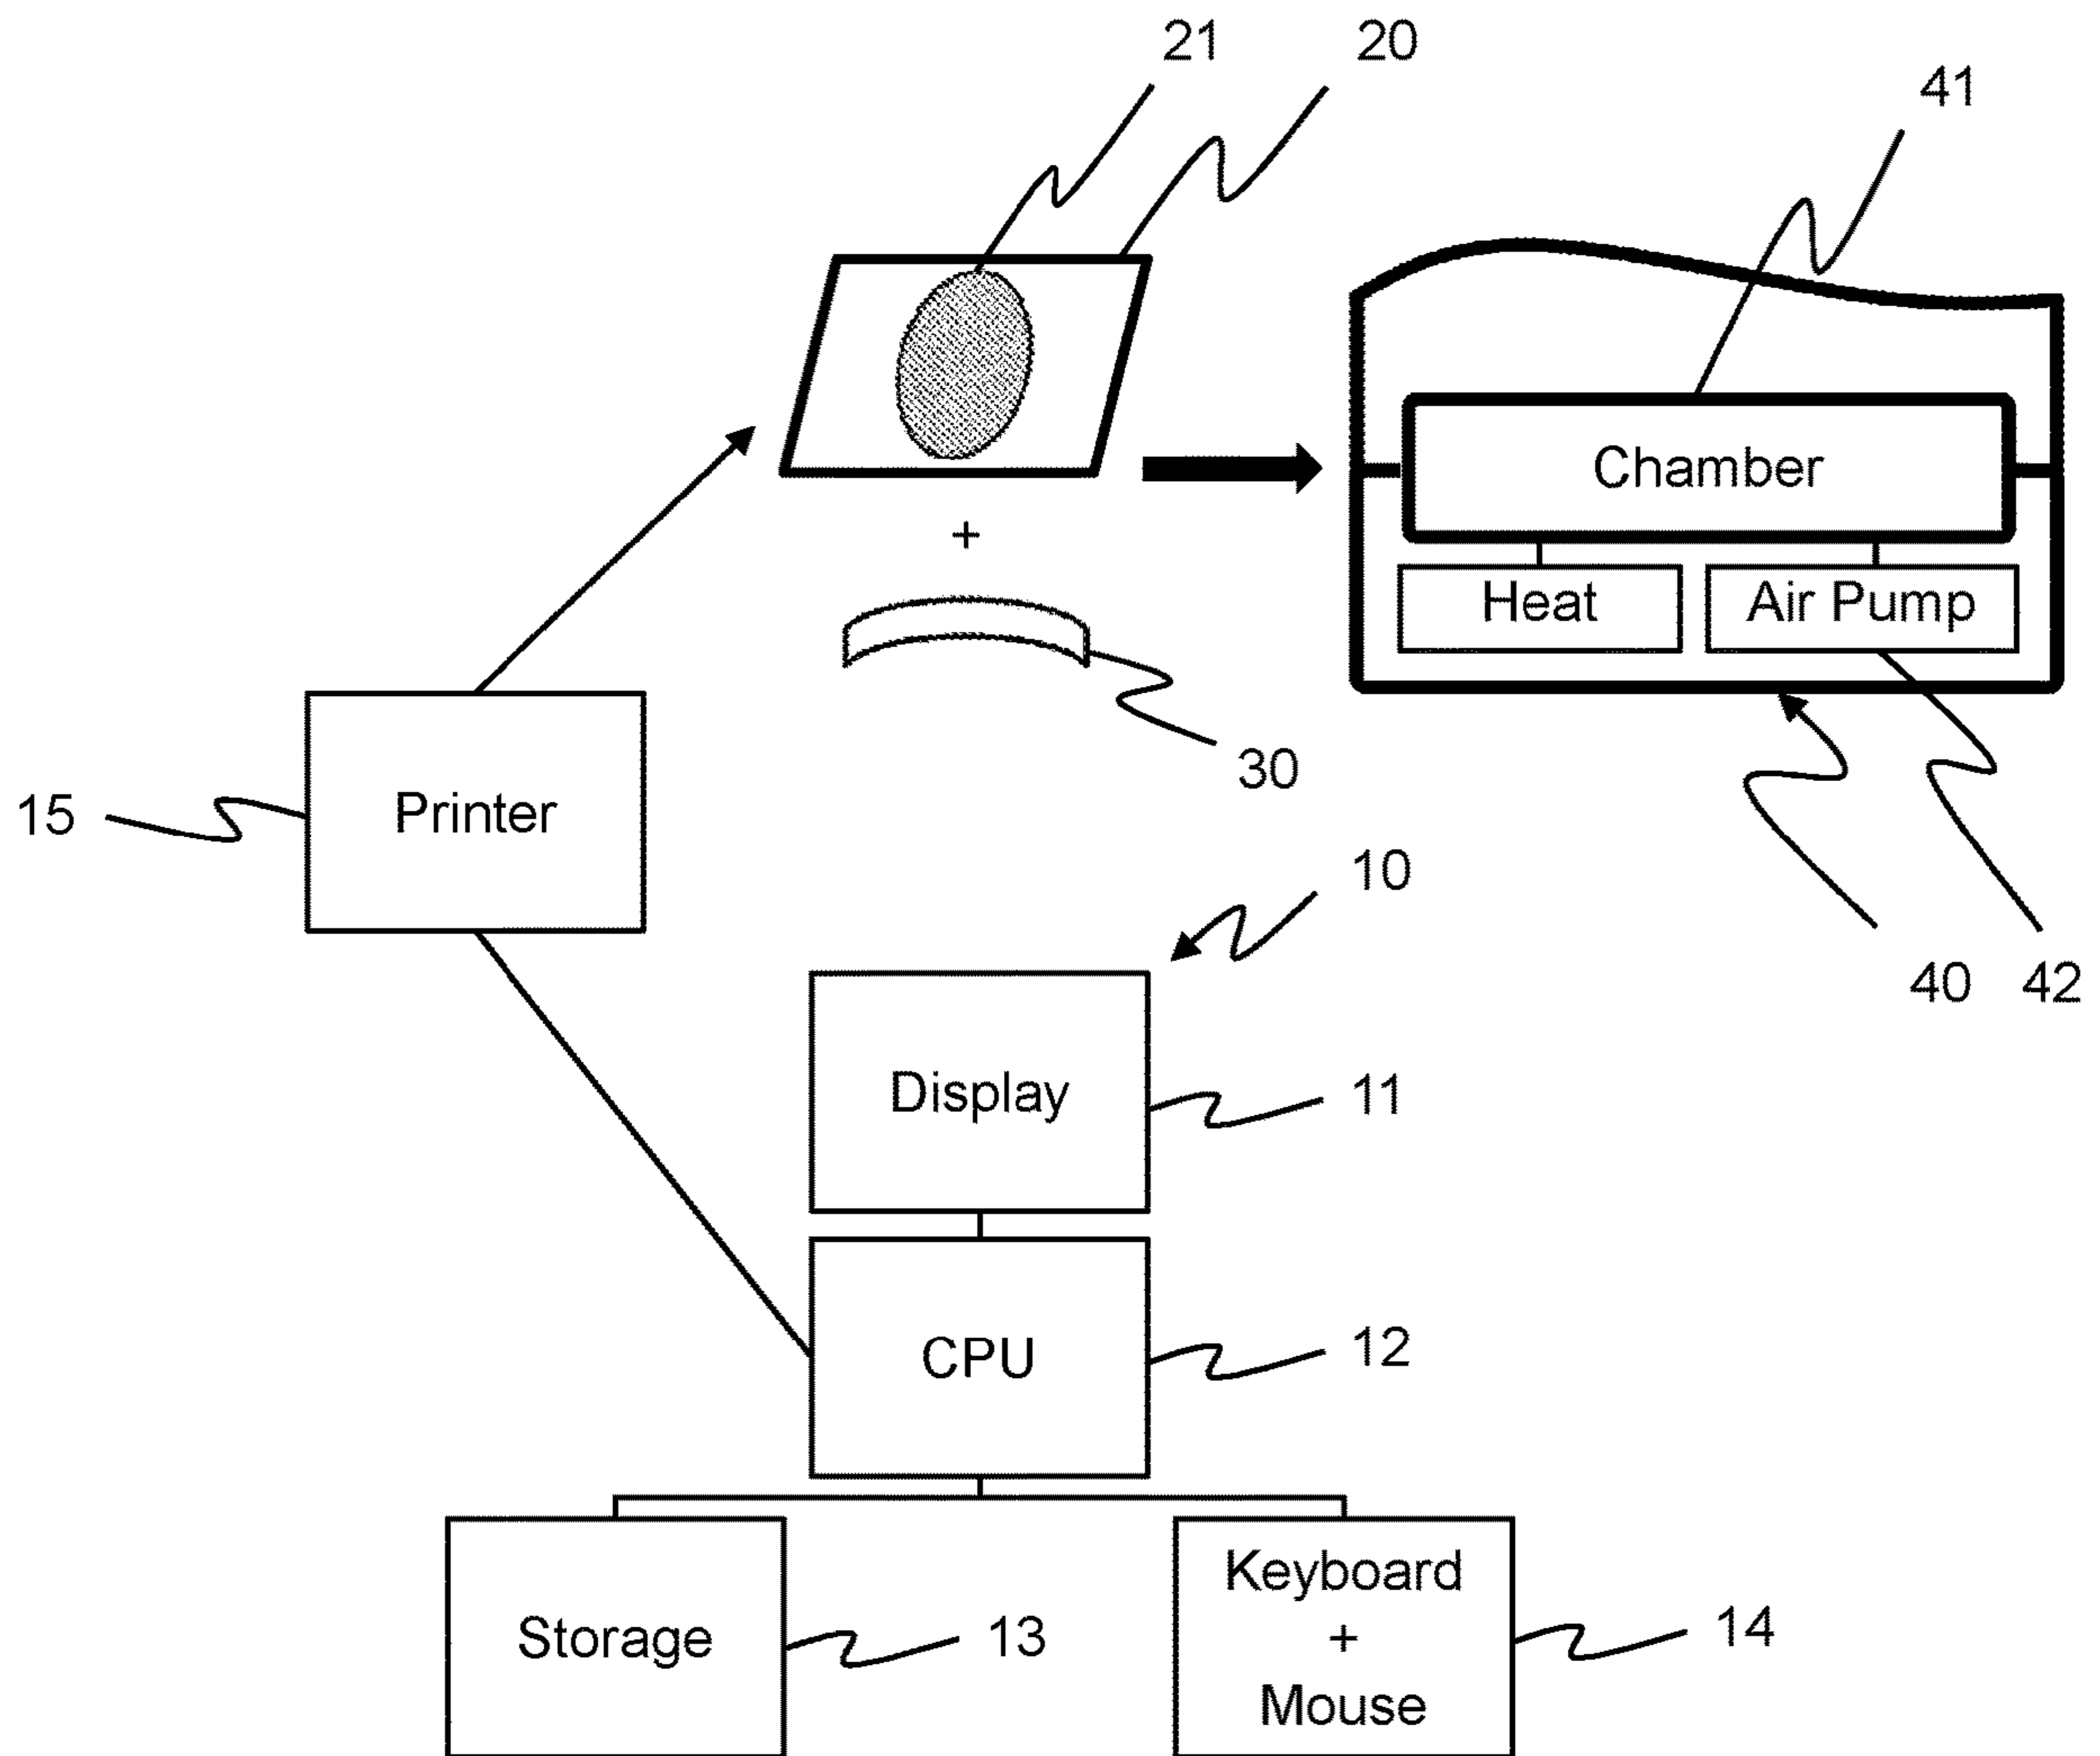 21
20
41
Chamber
+
Heat
Air Pump
30
15
Printer
10
40
42
Display
11
CPU
12
Keyboard
+
Mouse
Storage
13
14